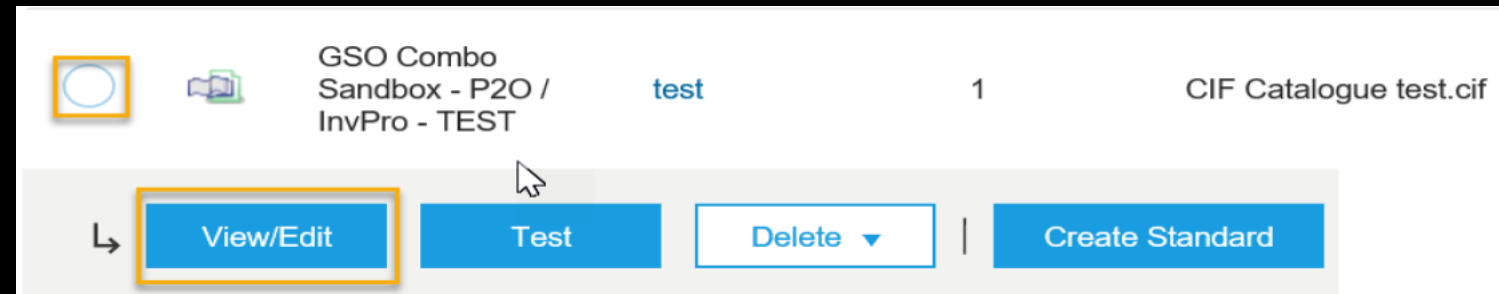 GSO Combo
Sandbox - P2O /
InvPro - TEST
test
1
CIF Catalogue test.cif
View/Edit
Test
Delete
Create Standard